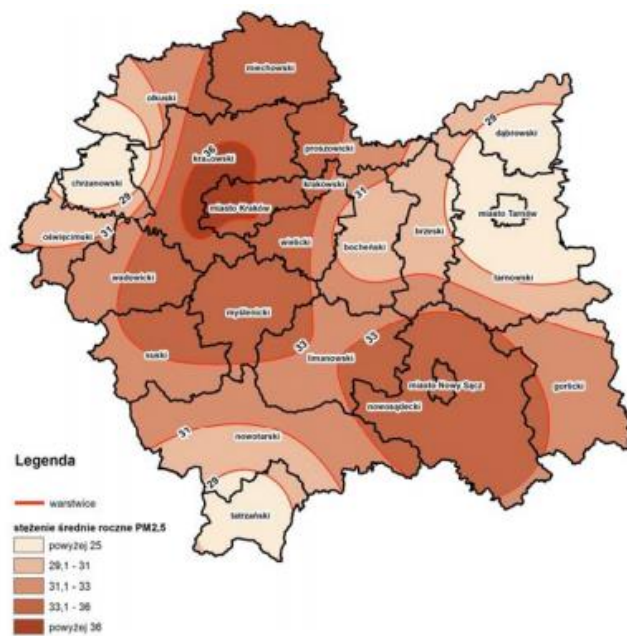 miechowski
olkuski
29
dąbrowski
proszowicki
36
krakowski
chrzanowski
krakowski
29
miasto Kraków
31
miasto Tarnów
31
oświęcimski
wielicki
bocheński
brzeski
wadowicki
tarnowski
myślenicki
33
33
suski
limanowski
miasto Nowy Sącz
gorlicki
nowosądecki
31
nowotarski
29
tatrzański
Legenda
warstwice
stężenie średnie roczne PM2,5
powyżej 25
29,1 - 31
31,1 - 33
33,1 - 36
powyżej 36